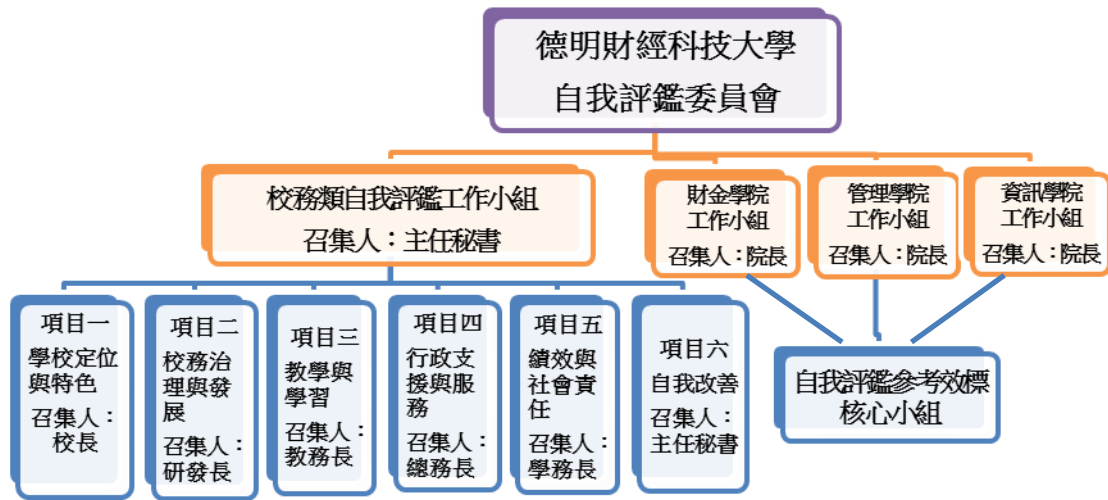 德明財經科技大學
自我評鑑委員會
校務類自我評鑑工作小組
召集人：主任秘書
財金學院
工作小組
召集人：院長
管理學院
工作小組
召集人：院長
資訊學院
工作小組
召集人：院長
項目一
學校定位
與特色
召集人：
校長
項目二
校務治
理與發
展
召集人：
研發長
項目三
教學與
學習
召集人：
教務長
項目四
行政支
援與服
務
召集人：
總務長
項目五
績效與
社會責
任
召集人：
學務長
項目六
自我改善
召集人：
主任秘書
自我評鑑參考效標
核心小組